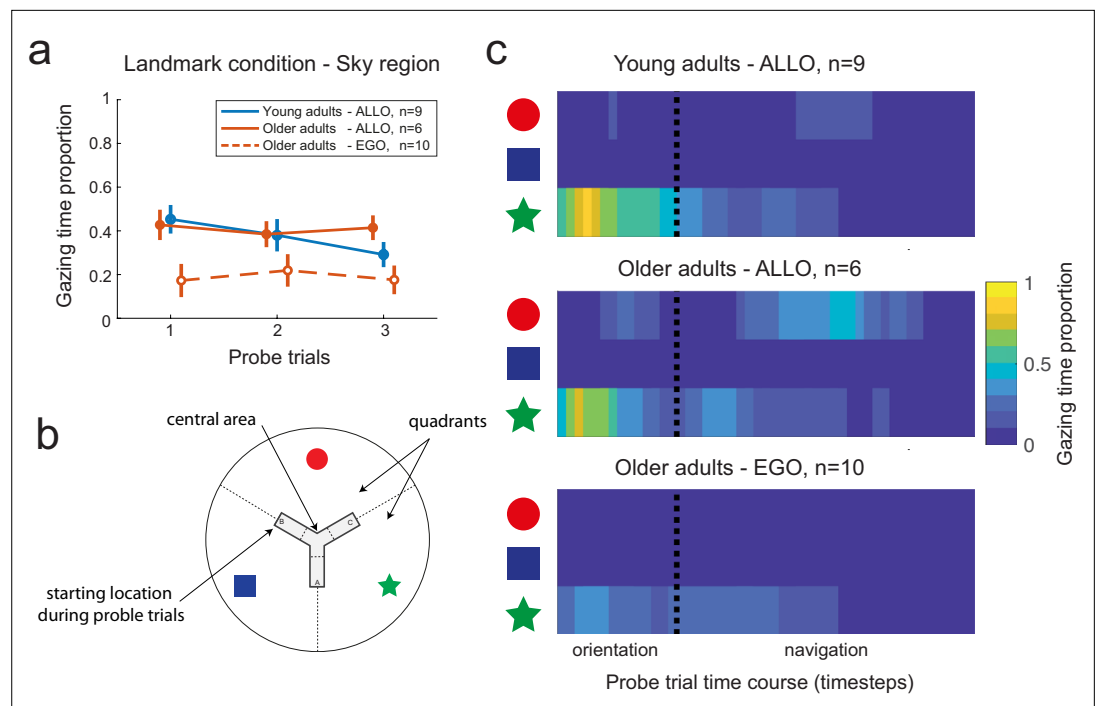 a
Landmark condition - Sky region
Gazing time proportion
1
0.8
0.6
0.4
0.2
0
Young adults - ALLO, n=9
Older adults - ALLO, n=6
Older adults - EGO, n=10
1
2
3
Probe trials
b
central area
quadrants
B
C
A
starting location
during proble trials
c
Young adults - ALLO, n=9
Older adults - ALLO, n=6
1
0.5
0
Gazing time proportion
Older adults - EGO, n=10
orientation
navigation
Probe trial time course (timesteps)